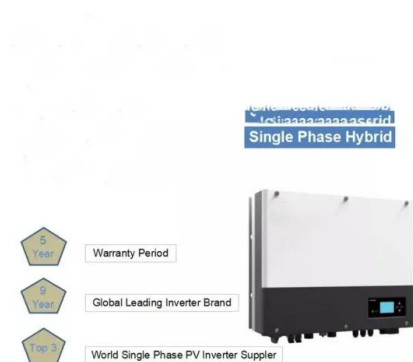 Single Phase Hybrid
5
Year
Warranty Period
9
Year
Global Leading Inverter Brand
Top 3
World Single Phase PV Inverter Suppler